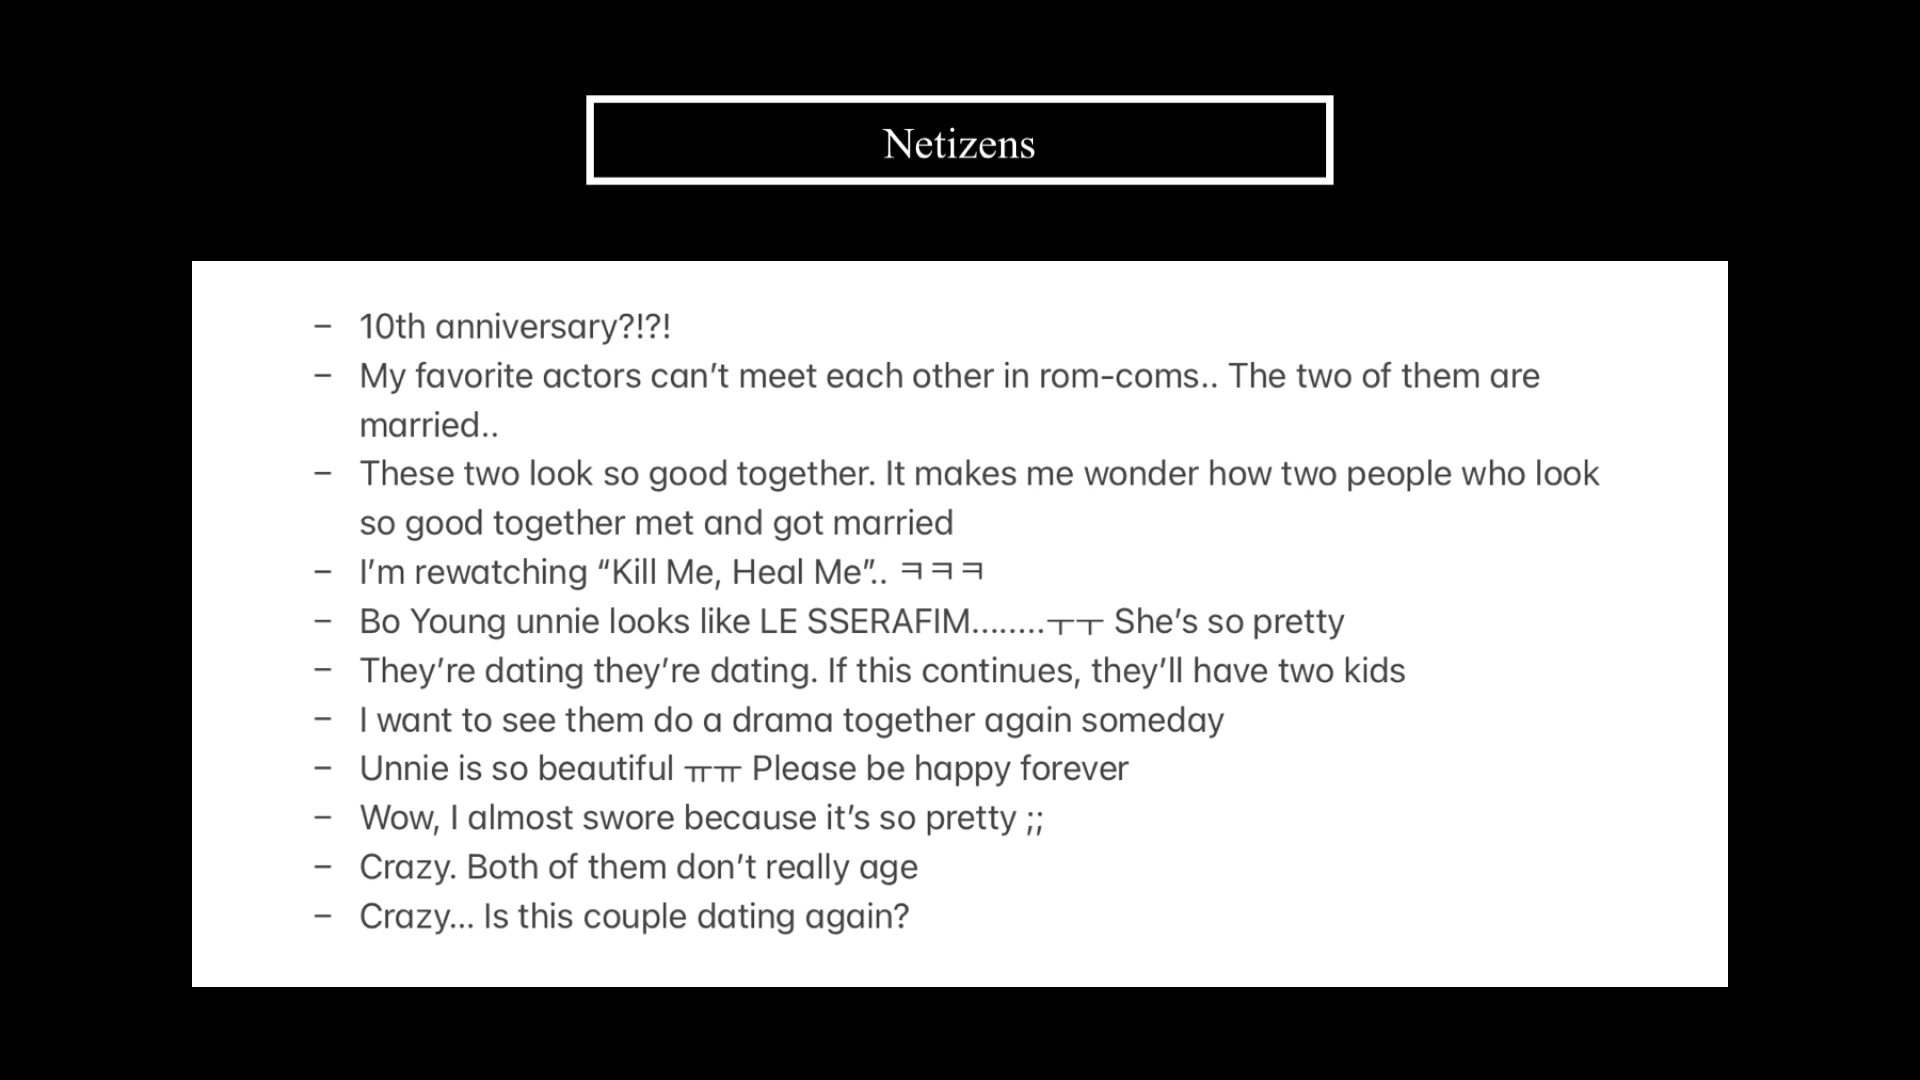 Netizens
– 10th anniversary?!?!
– My favorite actors can’t meet each other in rom-coms.. The two of them are
married..
– These two look so good together. It makes me wonder how two people who look
so good together met and got married
– I’m rewatching “Kill Me, Heal Me”.. ㅋㅋㅋ
– Bo Young unnie looks like LE SSERAFIM........ㅜㅜ She’s so pretty
– They’re dating they’re dating. If this continues, they’ll have two kids
– I want to see them do a drama together again someday
– Unnie is so beautiful ㅠㅠ Please be happy forever
– Wow, I almost swore because it’s so pretty ;;
– Crazy. Both of them don’t really age
– Crazy... Is this couple dating again?